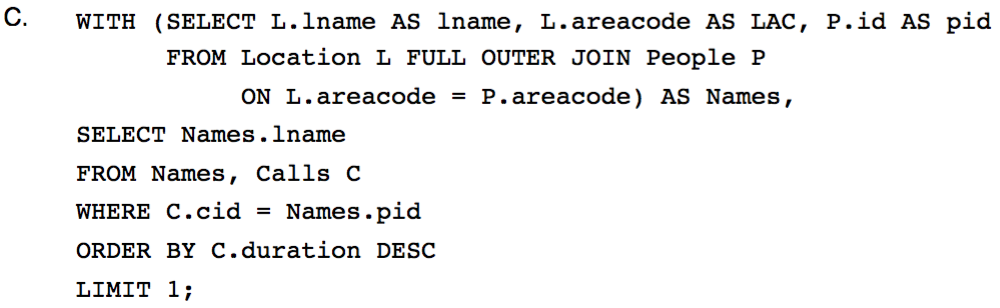 C. WITH (SELECT L.lname AS lname, L.areacode AS LAC, P.id AS pid
FROM Location L FULL OUTER JOIN People P
ON L.areacode = P.areacode) AS Names,
SELECT Names.lname
FROM Names, Calls C
WHERE C.cid = Names.pid
ORDER BY C.duration DESC
LIMIT 1;